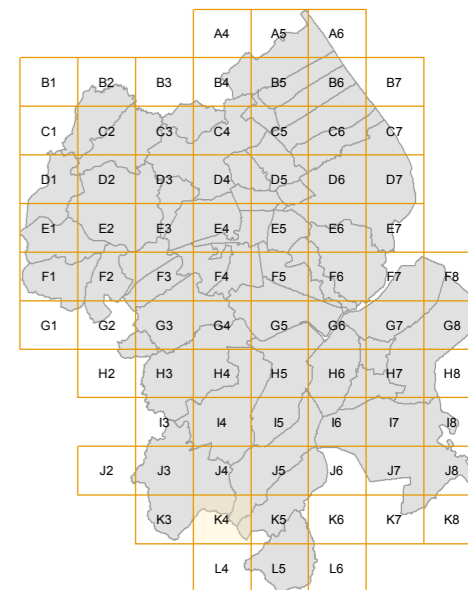 A4 A5 A6
B1 B2 B3 B4 B5 B6 B7
C1 C2 C3 C4 C5 C6 C7
D1 D2 D3 D4 D5 D6 D7
E1 E2 E3 E4 E5 E6 E7
F1 F2 F3 F4 F5 F6 F7 F8
G1 G2 G3 G4 G5 G6 G7 G8
H2 H3 H4 H5 H6 H7 H8
I3 I4 I5 I6 I7 I8
J2 J3 J4 J5 J6 J7 J8
K3 K4 K5 K6 K7 K8
L4 L5 L6